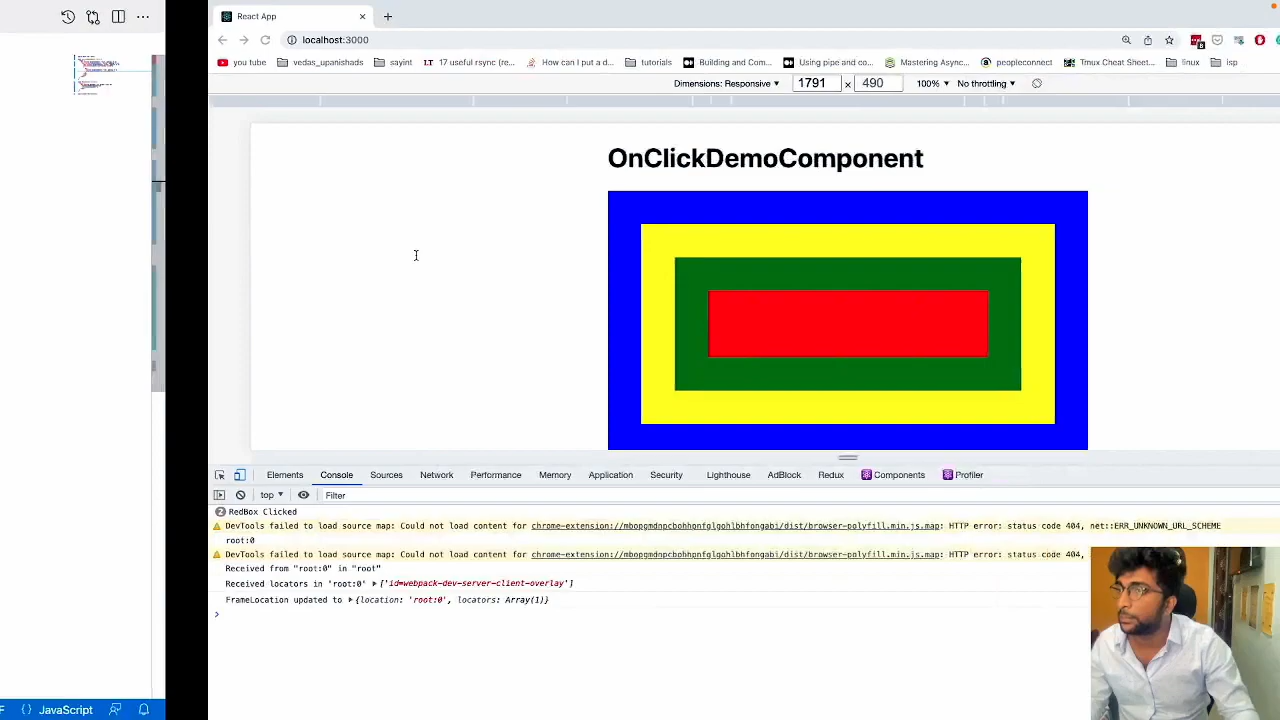 React App
localhost:3000
8
you tube
vedas_upanishads
sayint
LT 17 useful rsync (re...
How can I put a d...
tutorials
Building and Com...
Using pipe and co...
Mastering Expres...
peopleconnect
Tmux Cheat Sheet...
linux
isp
Dimensions: Responsive 1791 x 490 100% No throttling
OnClickDemoComponent
Elements Console Sources Network Performance Memory Application Security Lighthouse AdBlock Redux Components Profiler
top Filter
2 RedBox Clicked
DevTools failed to load source map: Could not load content for chrome-extension://mbopgmdnpcbohhpnfglgohlbhfongabi/dist/browser-polyfill.min.js.map: HTTP error: status code 404, net::ERR_UNKNOWN_URL_SCHEME
root:0
DevTools failed to load source map: Could not load content for chrome-extension://mbopgmdnpcbohhpnfglgohlbhfongabi/dist/browser-polyfill.min.js.map: HTTP error: status code 404,
Received from "root:0" in "root"
Received locators in 'root:0' ▶ ['id=webpack-dev-server-client-overlay']
FrameLocation updated to ▶ {location: 'root:0', locators: Array(1)}
>
F {} JavaScript